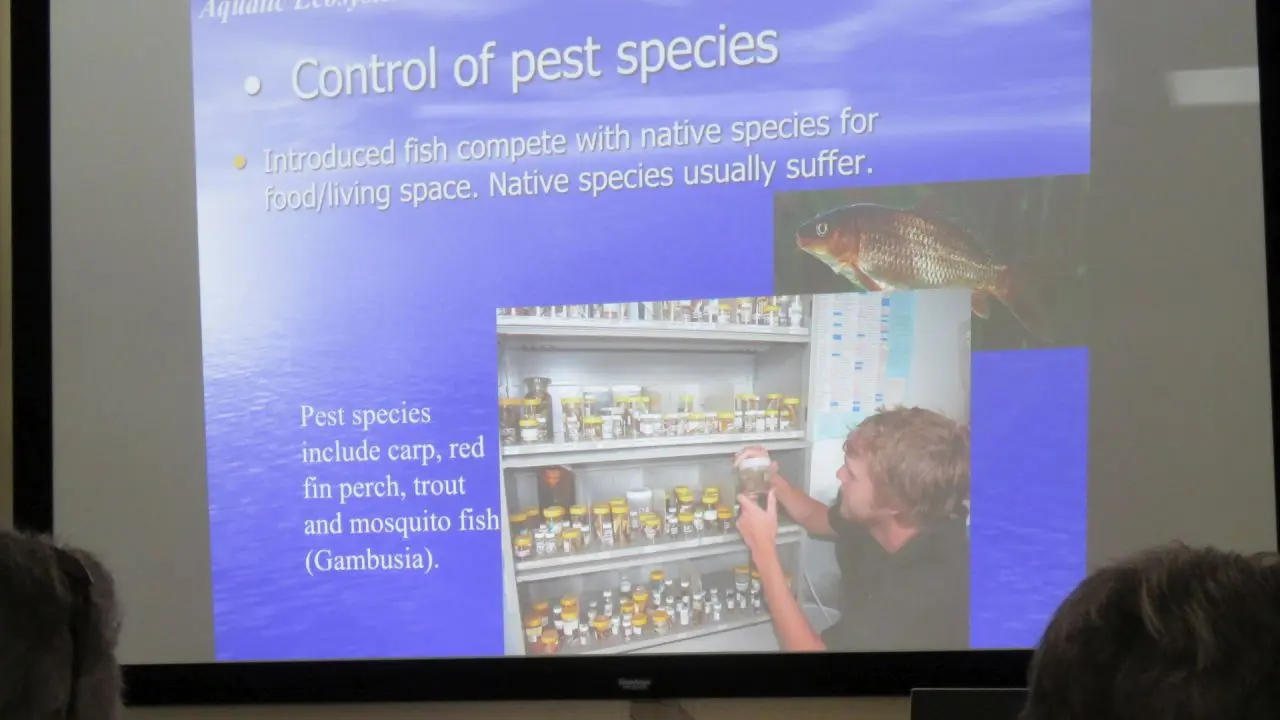 Aquatic Ecosyste
• Control of pest species
• Introduced fish compete with native species for
food/living space. Native species usually suffer.
Pest species
include carp, red
fin perch, trout
and mosquito fish
(Gambusia).